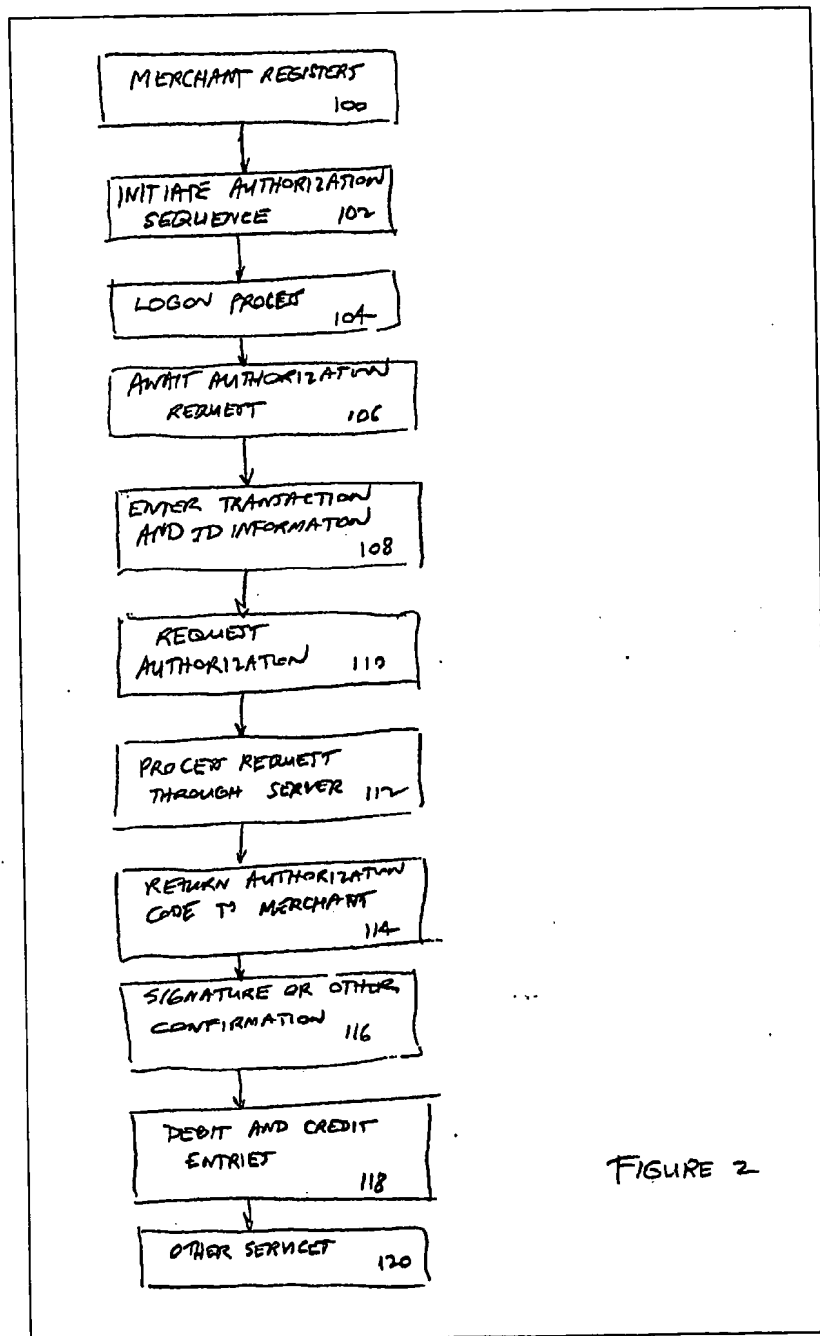 MERCHANT REGISTERS
100
INITIATE AUTHORIZATION
SEQUENCE 102
LOGON PROCESS
104
AWAIT AUTHORIZATION
REQUEST 106
ENTER TRANSACTION
AND ID INFORMATION
108
REQUEST
AUTHORIZATION 110
PROCESS REQUEST
THROUGH SERVER 112
RETURN AUTHORIZATION
CODE TO MERCHANT
114
SIGNATURE OR OTHER
CONFIRMATION 116
DEBIT AND CREDIT
ENTRIES
118
FIGURE 2
OTHER SERVICES
120